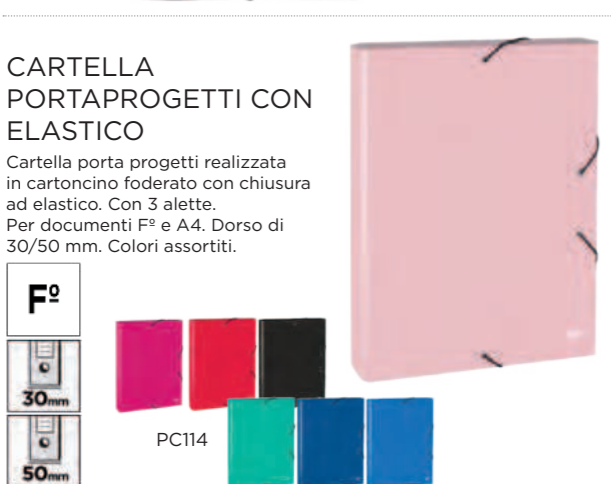 CARTELLA
PORTAPROGETTI CON
ELASTICO
Cartella porta progetti realizzata
in cartoncino foderato con chiusura
ad elastico. Con 3 alette.
Per documenti Fº e A4. Dorso di
30/50 mm. Colori assortiti.
Fº
30mm
50mm
PC114